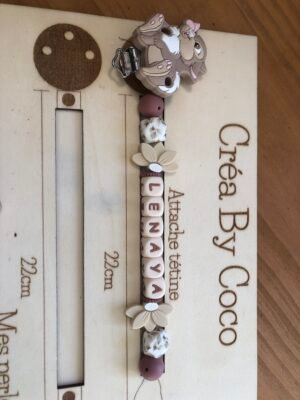 Créa By Coco
Attache tétine
LENAYA
22cm
22cm
Mes perl